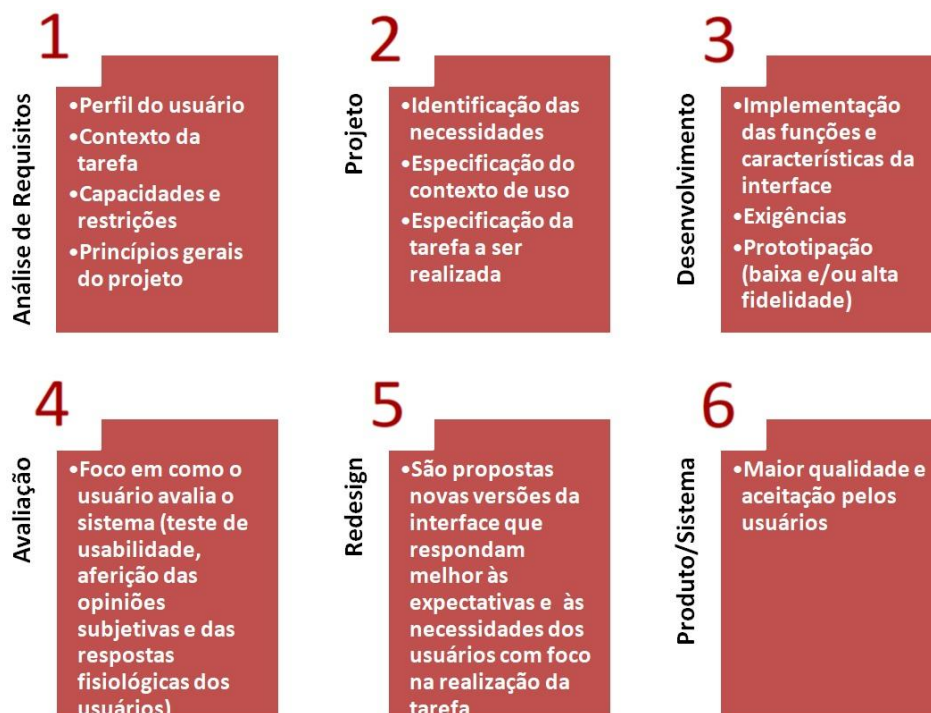 1
Análise de Requisitos
•Perfil do usuário
•Contexto da
tarefa
•Capacidades e
restrições
•Princípios gerais
do projeto
2
Projeto
•Identificação das
necessidades
•Especificação do
contexto de uso
•Especificação da
tarefa a ser
realizada
3
Desenvolvimento
•Implementação
das funções e
características da
interface
•Exigências
•Prototipação
(baixa e/ou alta
fidelidade)
4
Avaliação
•Foco em como o
usuário avalia o
sistema (teste de
usabilidade,
aferição das
opiniões
subjetivas e das
respostas
fisiológicas dos
usuários)
5
Redesign
•São propostas
novas versões da
interface que
respondam
melhor às
expectativas e às
necessidades dos
usuários com foco
na realização da
tarefa
6
Produto/Sistema
•Maior qualidade e
aceitação pelos
usuários